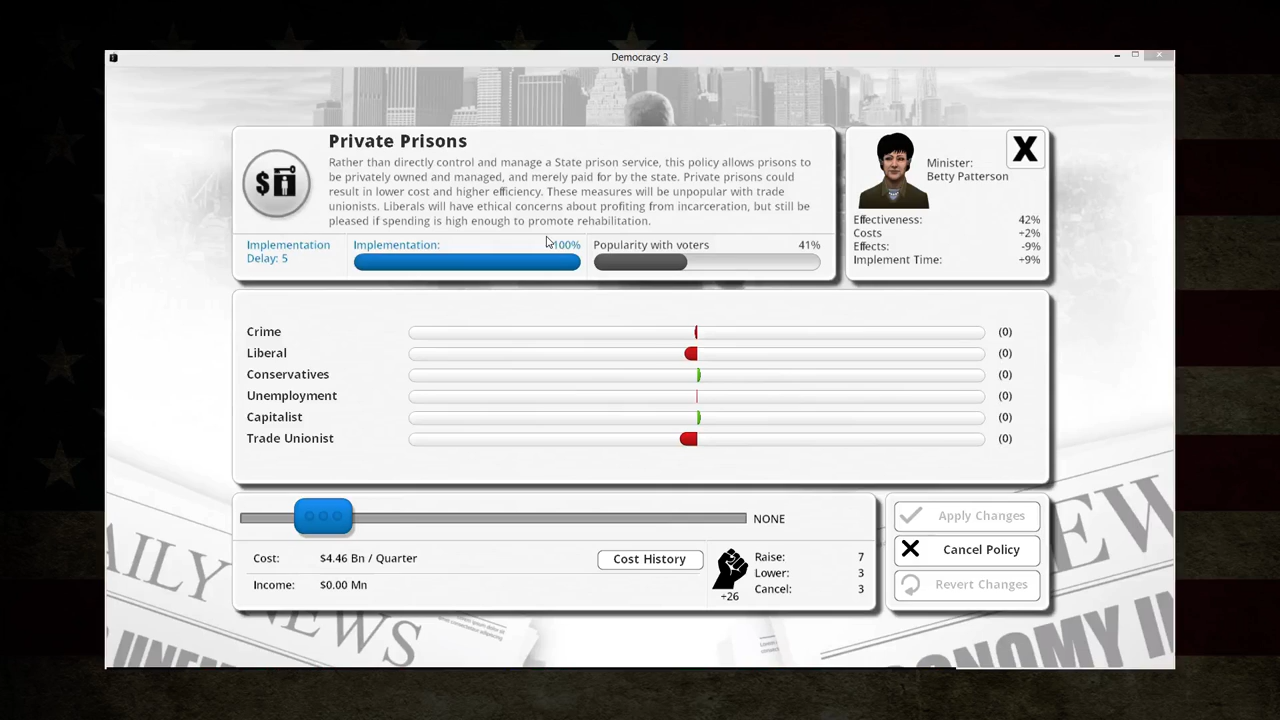 Democracy 3
Private Prisons
Rather than directly control and manage a State prison service, this policy allows prisons to
be privately owned and managed, and merely paid for by the state. Private prisons could
result in lower cost and higher efficiency. These measures will be unpopular with trade
unionists. Liberals will have ethical concerns about profiting from incarceration, but still be
pleased if spending is high enough to promote rehabilitation.
Implementation
Delay: 5
Implementation: 100%
Popularity with voters 41%
X
Minister:
Betty Patterson
Effectiveness: 42%
Costs +2%
Effects: -9%
Implement Time: +9%
Crime (0)
Liberal (0)
Conservatives (0)
Unemployment (0)
Capitalist (0)
Trade Unionist (0)
NONE
Cost: $4.46 Bn / Quarter
Cost History
Income: $0.00 Mn
+26
Raise: 7
Lower: 3
Cancel: 3
Apply Changes
Cancel Policy
Revert Changes
AILY NEWS
NEW
ONOMY I